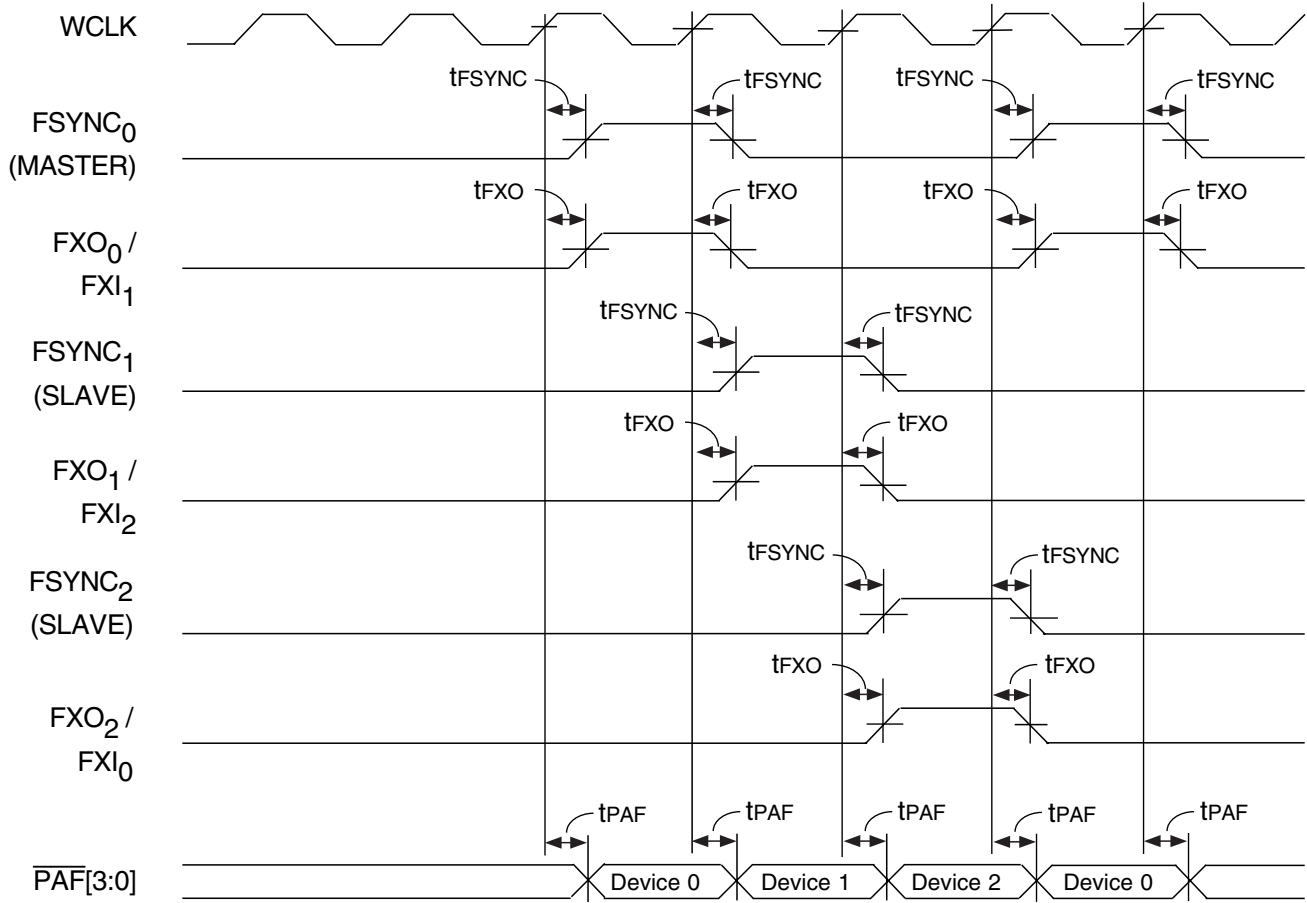 WCLK
tFSYNC tFSYNC tFSYNC tFSYNC
FSYNC0
(MASTER)
tFXO tFXO tFXO tFXO
FXO0 /
FXI1
tFSYNC tFSYNC
FSYNC1
(SLAVE)
tFXO tFXO
FXO1 /
FXI2
tFSYNC tFSYNC
FSYNC2
(SLAVE)
tFXO tFXO
FXO2 /
FXI0
tPAF tPAF tPAF tPAF tPAF
PAF[3:0] Device 0 Device 1 Device 2 Device 0